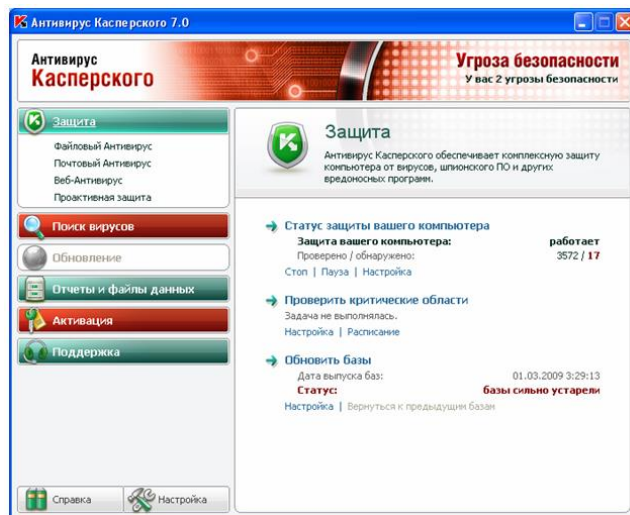 Антивирус Касперского 7.0
Антивирус
Касперского
Угроза безопасности
У вас 2 угрозы безопасности
Защита
Файловый Антивирус
Почтовый Антивирус
Веб-Антивирус
Проактивная защита
Поиск вирусов
Обновление
Отчеты и файлы данных
Активация
Поддержка
Справка
Настройка
Защита
Антивирус Касперского обеспечивает комплексную защиту
компьютера от вирусов, шпионского ПО и других
вредоносных программ.
Статус защиты вашего компьютера
Защита вашего компьютера: работает
Проверено / обнаружено: 3572 / 17
Стоп | Пауза | Настройка
Проверить критические области
Задача не выполнялась.
Настройка | Расписание
Обновить базы
Дата выпуска баз: 01.03.2009 3:29:13
Статус: базы сильно устарели
Настройка | Вернуться к предыдущим базам